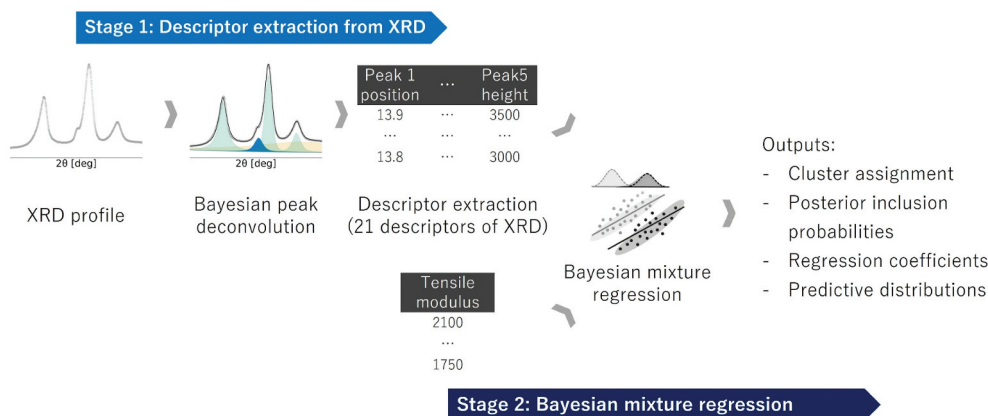 Stage 1: Descriptor extraction from XRD
2θ [deg]
XRD profile
2θ [deg]
Bayesian peak
deconvolution
Peak 1 position ... Peak5 height
13.9 ... 3500
... ... ...
13.8 ... 3000
Descriptor extraction
(21 descriptors of XRD)
Tensile
modulus
2100
...
1750
Bayesian mixture
regression
Outputs:
- Cluster assignment
- Posterior inclusion
probabilities
- Regression coefficients
- Predictive distributions
Stage 2: Bayesian mixture regression